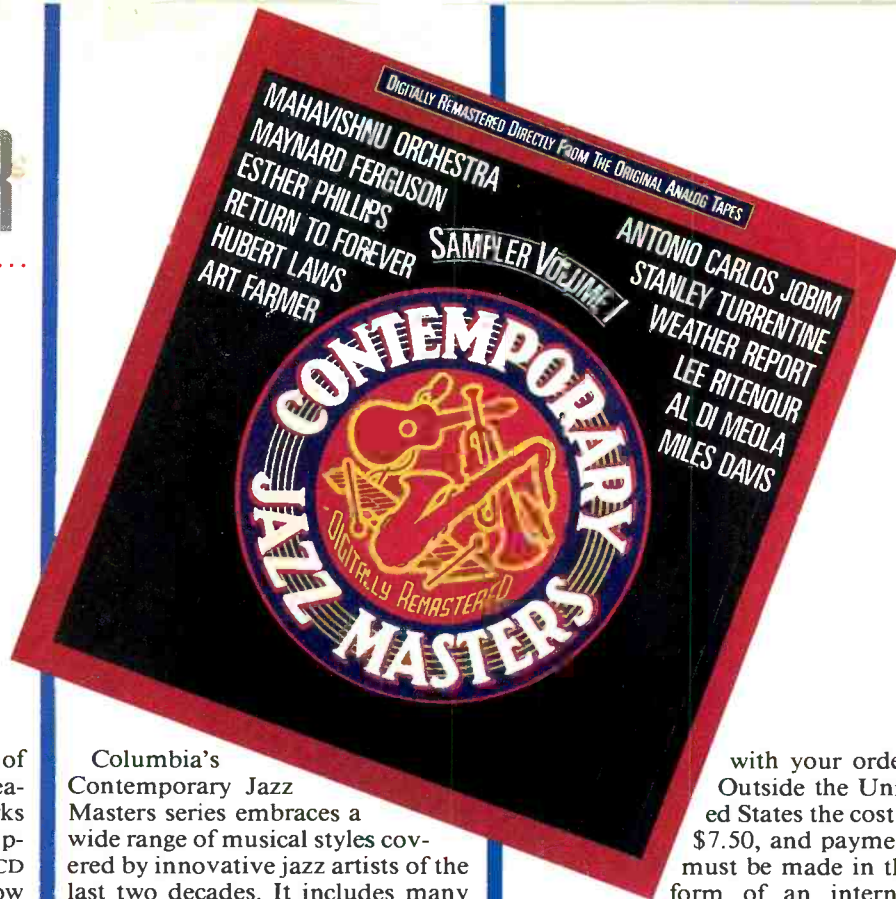 R
DIGITALLY REMASTERED DIRECTLY FROM THE ORIGINAL ANALOG TAPES
MAHAVISHNU ORCHESTRA
MAYNARD FERGUSON
ESTHER PHILLIPS
RETURN TO FOREVER
HUBERT LAWS
ART FARMER
SAMPLER VOLUME I
ANTONIO CARLOS JOBIM
STANLEY TURRENTINE
WEATHER REPORT
LEE RITENOUR
AL DI MEOLA
MILES DAVIS
CONTEMPORARY
JAZZ MASTERS
DIGITALLY REMASTERED
of
ea-
rks
p-
CD
ow
Columbia's
Contemporary Jazz
Masters series embraces a
wide range of musical styles cov-
ered by innovative jazz artists of the
last two decades. It includes many
with your orde
Outside the Uni
ed States the cost
$7.50, and payme
must be made in th
form of an intern